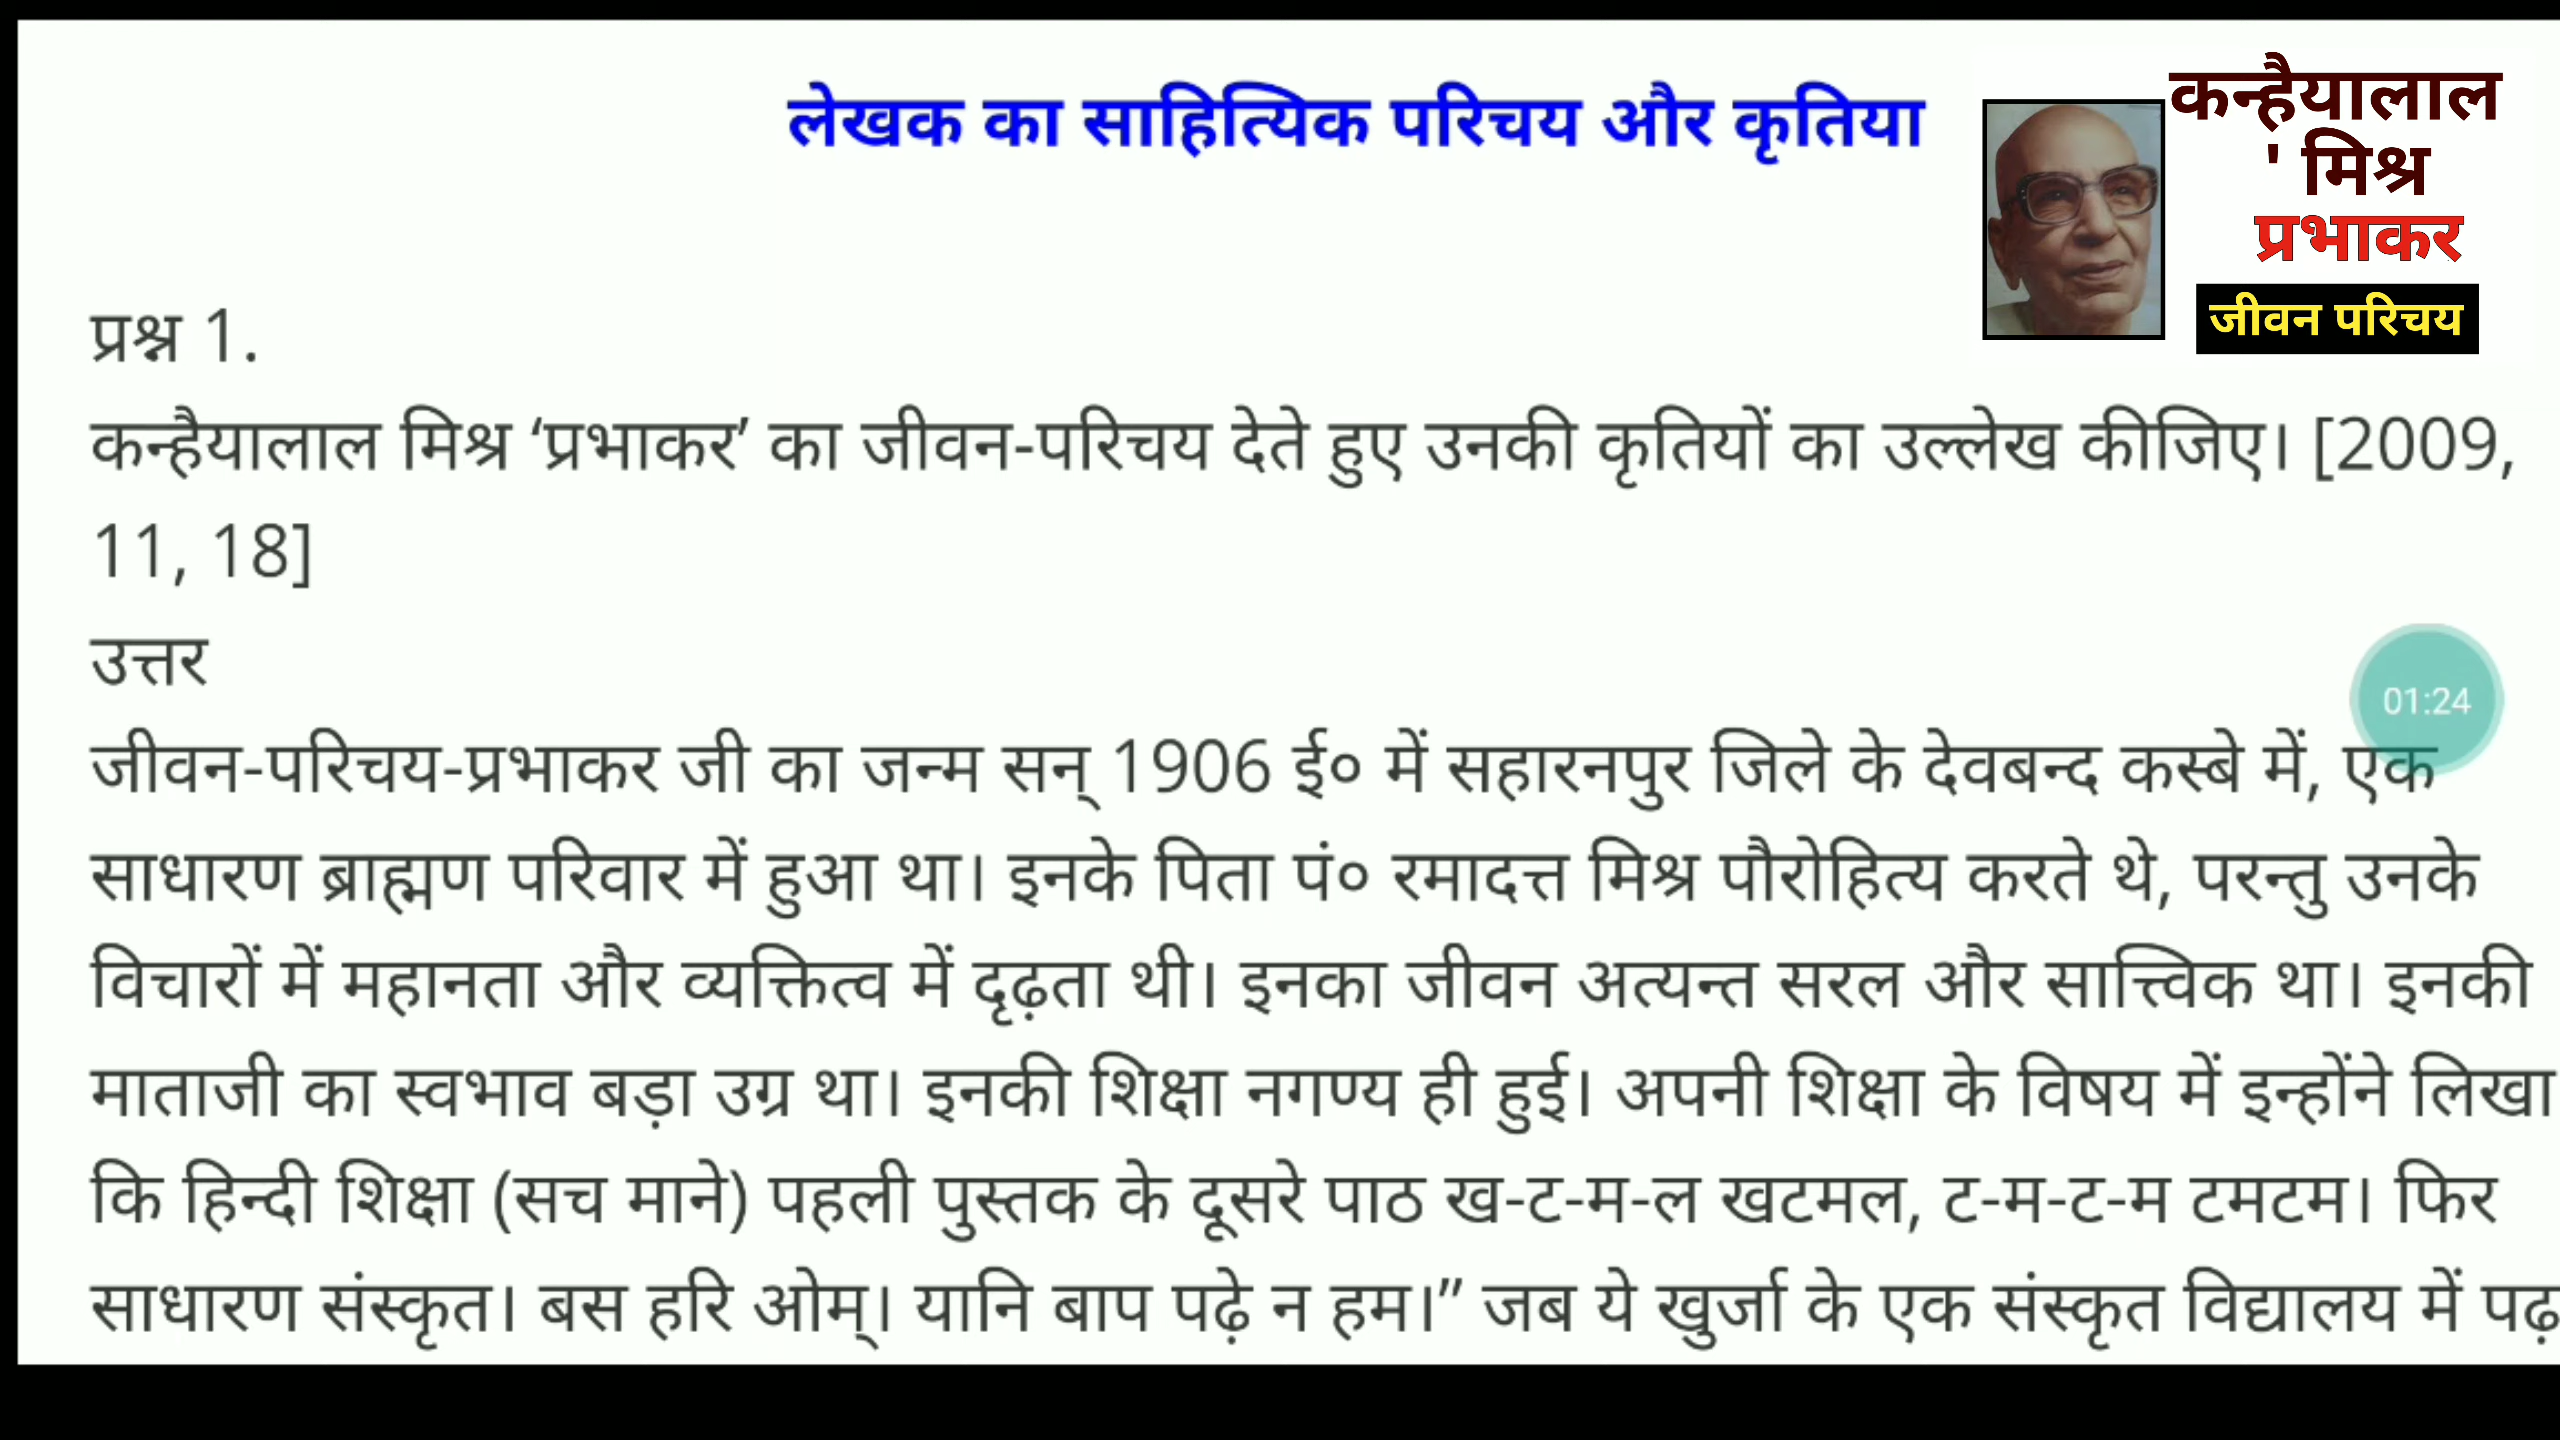 लेखक का साहित्यिक परिचय और कृतिया
कन्हैयालाल
' मिश्र
प्रभाकर
जीवन परिचय
प्रश्न 1.
कन्हैयालाल मिश्र ‘प्रभाकर’ का जीवन-परिचय देते हुए उनकी कृतियों का उल्लेख कीजिए। [2009,
11, 18]
उत्तर
01:24
जीवन-परिचय-प्रभाकर जी का जन्म सन् 1906 ई० में सहारनपुर जिले के देवबन्द कस्बे में, एक
साधारण ब्राह्मण परिवार में हुआ था। इनके पिता पं० रमादत्त मिश्र पौरोहित्य करते थे, परन्तु उनके
विचारों में महानता और व्यक्तित्व में दृढ़ता थी। इनका जीवन अत्यन्त सरल और सात्त्विक था। इनकी
माताजी का स्वभाव बड़ा उग्र था। इनकी शिक्षा नगण्य ही हुई। अपनी शिक्षा के विषय में इन्होंने लिखा
कि हिन्दी शिक्षा (सच माने) पहली पुस्तक के दूसरे पाठ ख-ट-म-ल खटमल, ट-म-ट-म टमटम। फिर
साधारण संस्कृत। बस हरि ओम्। यानि बाप पढ़े न हम।” जब ये खुर्जा के एक संस्कृत विद्यालय में पढ़